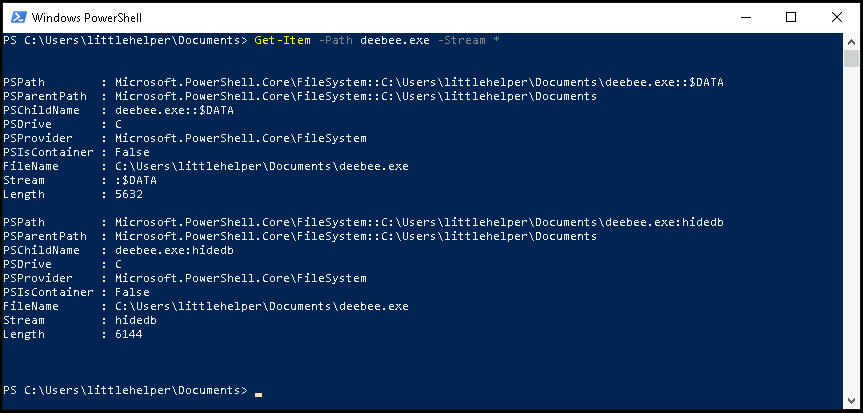 Windows PowerShell
PS C:\Users\littlehelper\Documents> Get-Item -Path deebee.exe -Stream *
PSPath        : Microsoft.PowerShell.Core\FileSystem::C:\Users\littlehelper\Documents\deebee.exe::$DATA
PSParentPath  : Microsoft.PowerShell.Core\FileSystem::C:\Users\littlehelper\Documents
PSChildName   : deebee.exe::$DATA
PSDrive       : C
PSProvider    : Microsoft.PowerShell.Core\FileSystem
PSIsContainer : False
FileName      : C:\Users\littlehelper\Documents\deebee.exe
Stream        : :$DATA
Length        : 5632
PSPath        : Microsoft.PowerShell.Core\FileSystem::C:\Users\littlehelper\Documents\deebee.exe:hidedb
PSParentPath  : Microsoft.PowerShell.Core\FileSystem::C:\Users\littlehelper\Documents
PSChildName   : deebee.exe:hidedb
PSDrive       : C
PSProvider    : Microsoft.PowerShell.Core\FileSystem
PSIsContainer : False
FileName      : C:\Users\littlehelper\Documents\deebee.exe
Stream        : hidedb
Length        : 6144
PS C:\Users\littlehelper\Documents>